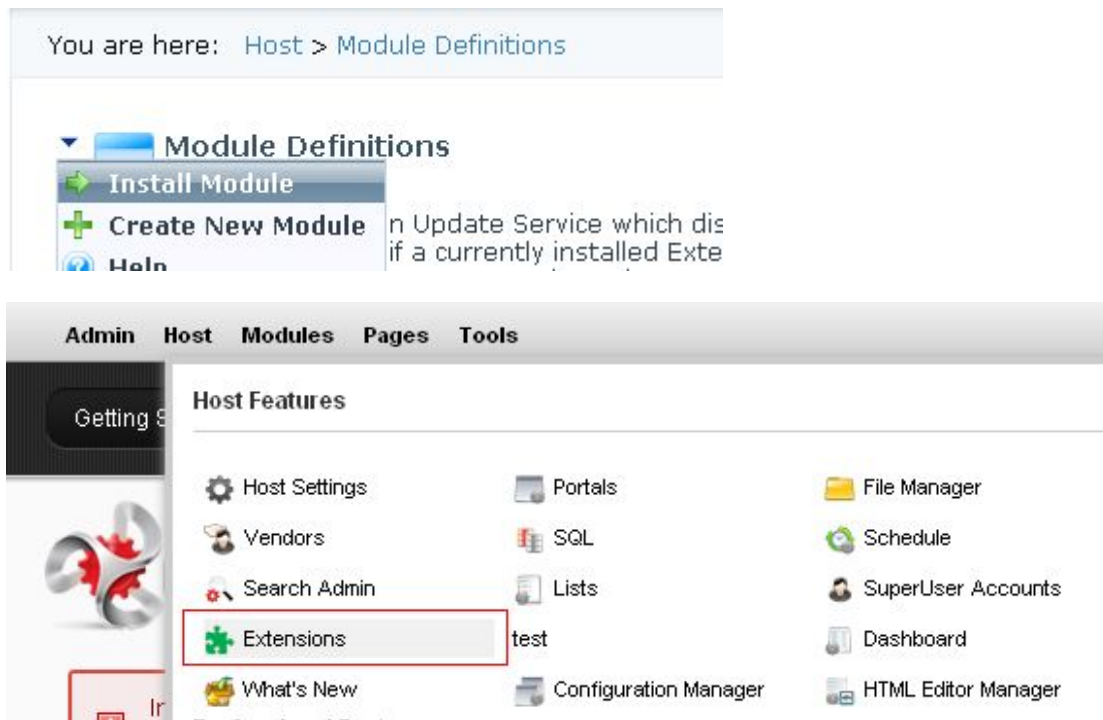 You are here: Host > Module Definitions
Module Definitions
Install Module
Create New Module n Update Service which dis
Help if a currently installed Exte
Admin Host Modules Pages Tools
Getting S Host Features
Host Settings Portals File Manager
Vendors SQL Schedule
Search Admin Lists SuperUser Accounts
Extensions test Dashboard
What's New Configuration Manager HTML Editor Manager
Ir